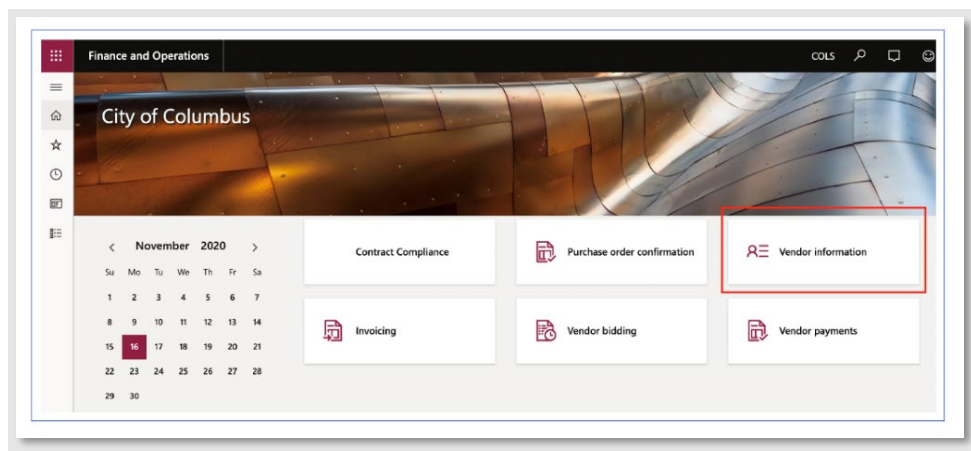 Finance and Operations
COLS
City of Columbus
November 2020
Su Mo Tu We Th Fr Sa
1 2 3 4 5 6 7
8 9 10 11 12 13 14
15 16 17 18 19 20 21
22 23 24 25 26 27 28
29 30
Contract Compliance
Purchase order confirmation
Vendor information
Invoicing
Vendor bidding
Vendor payments